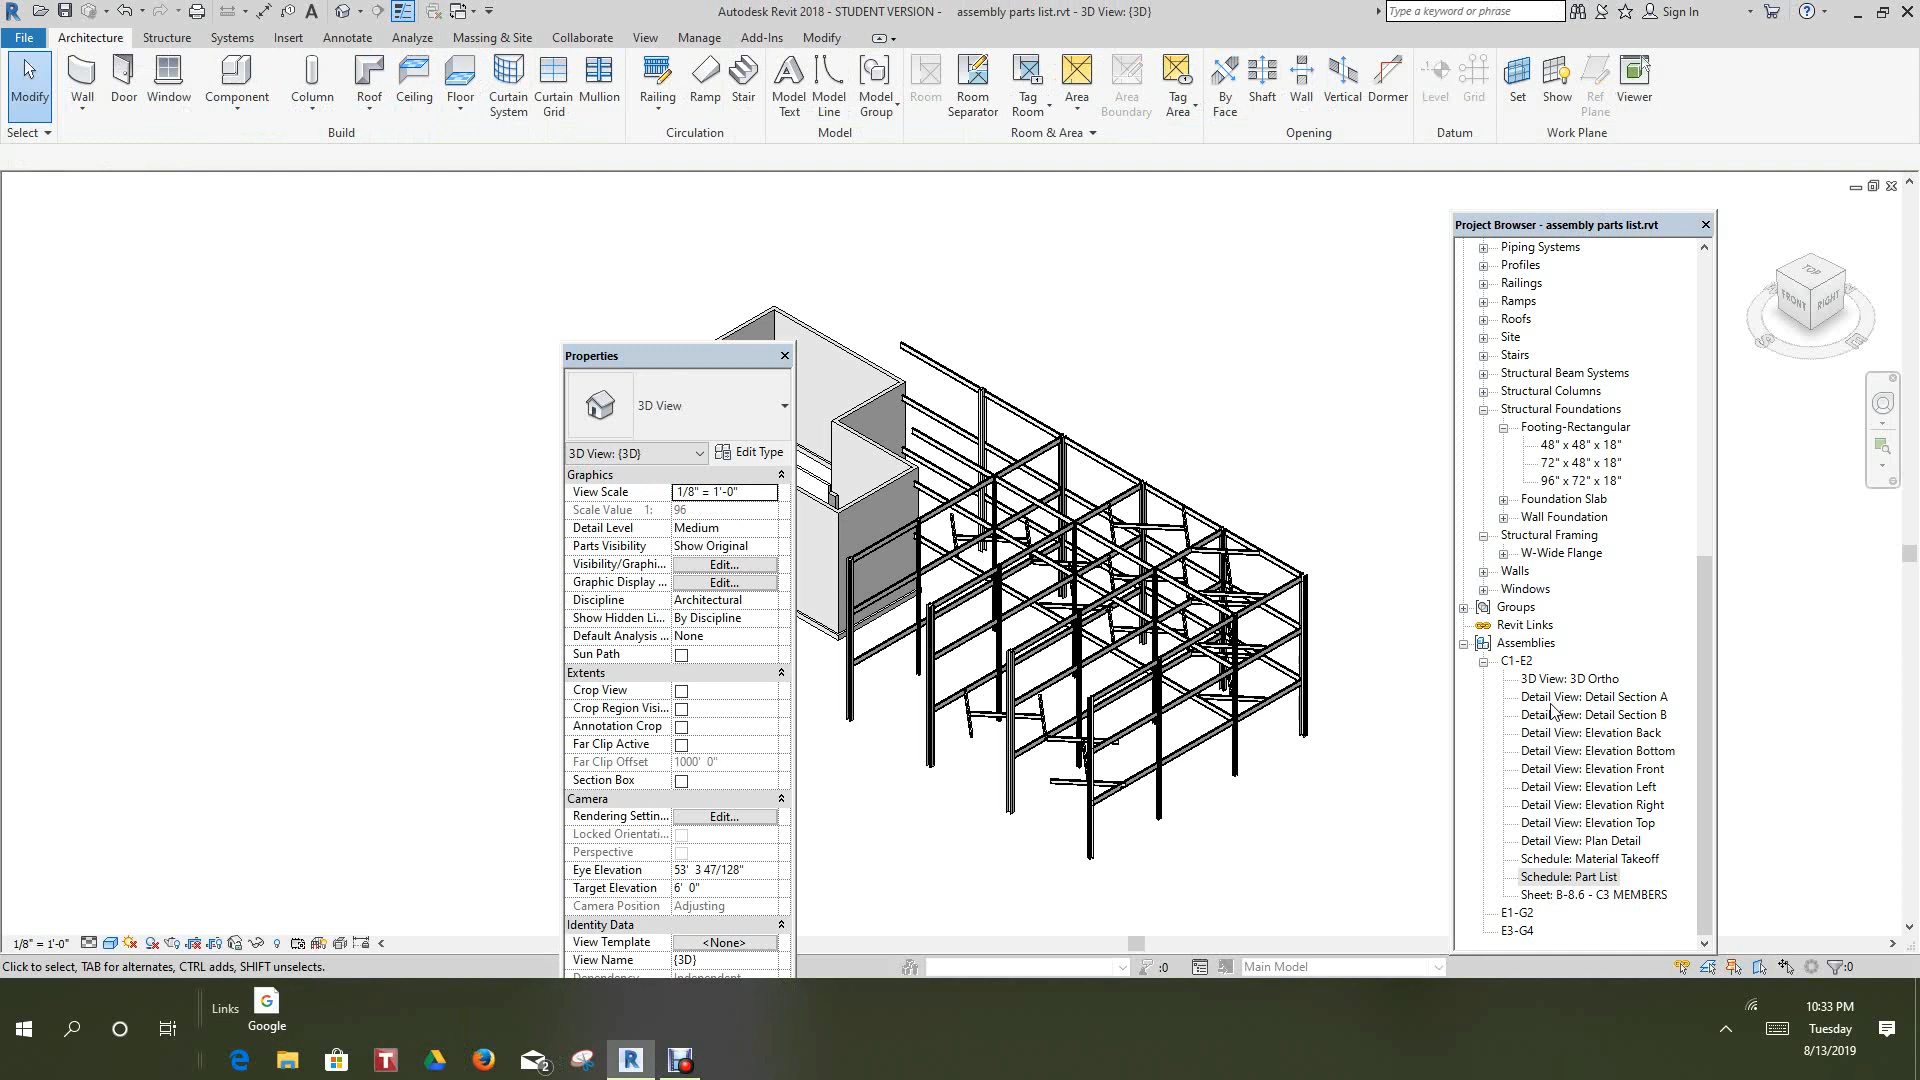 Autodesk Revit 2018 - STUDENT VERSION - assembly parts list.rvt - 3D View: {3D}
Type a keyword or phrase
Sign In
File Architecture Structure Systems Insert Annotate Analyze Massing & Site Collaborate View Manage Add-Ins Modify
Modify Wall Door Window Component Column Roof Ceiling Floor Curtain System Curtain Grid Mullion Railing Ramp Stair Model Text Model Line Model Group Room Room Separator Tag Room Area Area Boundary Tag Area By Face Shaft Wall Vertical Dormer Level Grid Set Show Ref Plane Viewer
Select Build Circulation Model Room & Area Opening Datum Work Plane
Properties
3D View
3D View: {3D} Edit Type
Graphics
View Scale 1/8" = 1'-0"
Scale Value 1: 96
Detail Level Medium
Parts Visibility Show Original
Visibility/Graphi... Edit...
Graphic Display ... Edit...
Discipline Architectural
Show Hidden Li... By Discipline
Default Analysis ... None
Sun Path
Extents
Crop View
Crop Region Visi...
Annotation Crop
Far Clip Active
Far Clip Offset 1000' 0"
Section Box
Camera
Rendering Settin... Edit...
Locked Orientati...
Perspective
Eye Elevation 53' 3 47/128"
Target Elevation 6' 0"
Camera Position Adjusting
Identity Data
View Template <None>
View Name {3D}
Dependency Independent
Project Browser - assembly parts list.rvt
Piping Systems
Profiles
Railings
Ramps
Roofs
Site
Stairs
Structural Beam Systems
Structural Columns
Structural Foundations
Footing-Rectangular
48" x 48" x 18"
72" x 48" x 18"
96" x 72" x 18"
Foundation Slab
Wall Foundation
Structural Framing
W-Wide Flange
Walls
Windows
Groups
Revit Links
Assemblies
C1-E2
3D View: 3D Ortho
Detail View: Detail Section A
Detail View: Detail Section B
Detail View: Elevation Back
Detail View: Elevation Bottom
Detail View: Elevation Front
Detail View: Elevation Left
Detail View: Elevation Right
Detail View: Elevation Top
Detail View: Plan Detail
Schedule: Material Takeoff
Schedule: Part List
Sheet: B-8.6 - C3 MEMBERS
E1-G2
E3-G4
TOP
FRONT
RIGHT
1/8" = 1'-0"
Click to select, TAB for alternates, CTRL adds, SHIFT unselects.
:0
Main Model
:0
Links
Google
10:33 PM
Tuesday
8/13/2019
2